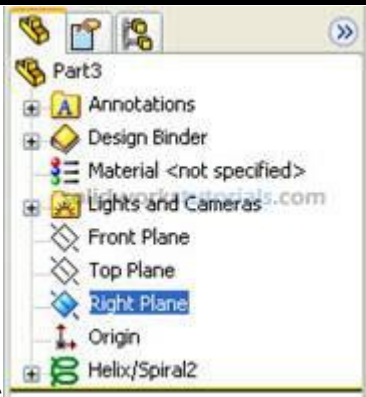 Part3
Annotations
Design Binder
Material <not specified>
Lights and Cameras
Front Plane
Top Plane
Right Plane
Origin
Helix/Spiral2